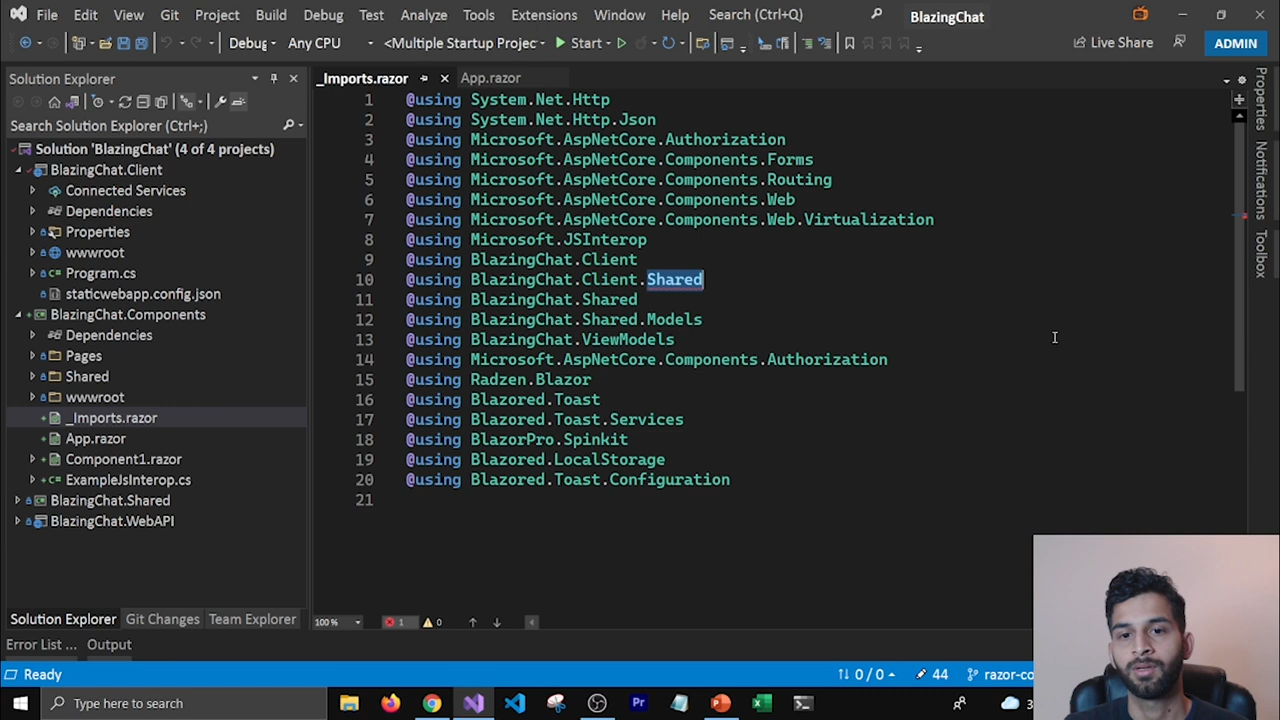 File Edit View Git Project Build Debug Test Analyze Tools Extensions Window Help Search (Ctrl+Q) BlazingChat
Debug Any CPU <Multiple Startup Projec Start Live Share ADMIN
Solution Explorer
Search Solution Explorer (Ctrl+;)
Solution 'BlazingChat' (4 of 4 projects)
BlazingChat.Client
Connected Services
Dependencies
Properties
wwwroot
Program.cs
staticwebapp.config.json
BlazingChat.Components
Dependencies
Pages
Shared
wwwroot
_Imports.razor
App.razor
Component1.razor
ExampleJsInterop.cs
BlazingChat.Shared
BlazingChat.WebAPI
Solution Explorer Git Changes Team Explorer
_Imports.razor App.razor
1 @using System.Net.Http
2 @using System.Net.Http.Json
3 @using Microsoft.AspNetCore.Authorization
4 @using Microsoft.AspNetCore.Components.Forms
5 @using Microsoft.AspNetCore.Components.Routing
6 @using Microsoft.AspNetCore.Components.Web
7 @using Microsoft.AspNetCore.Components.Web.Virtualization
8 @using Microsoft.JSInterop
9 @using BlazingChat.Client
10 @using BlazingChat.Client.Shared
11 @using BlazingChat.Shared
12 @using BlazingChat.Shared.Models
13 @using BlazingChat.ViewModels
14 @using Microsoft.AspNetCore.Components.Authorization
15 @using Radzen.Blazor
16 @using Blazored.Toast
17 @using Blazored.Toast.Services
18 @using BlazorPro.Spinkit
19 @using Blazored.LocalStorage
20 @using Blazored.Toast.Configuration
21
100 % 1 0
Properties
Notifications
Toolbox
Error List ... Output
Ready 0 / 0 44 razor-co
Type here to search 3